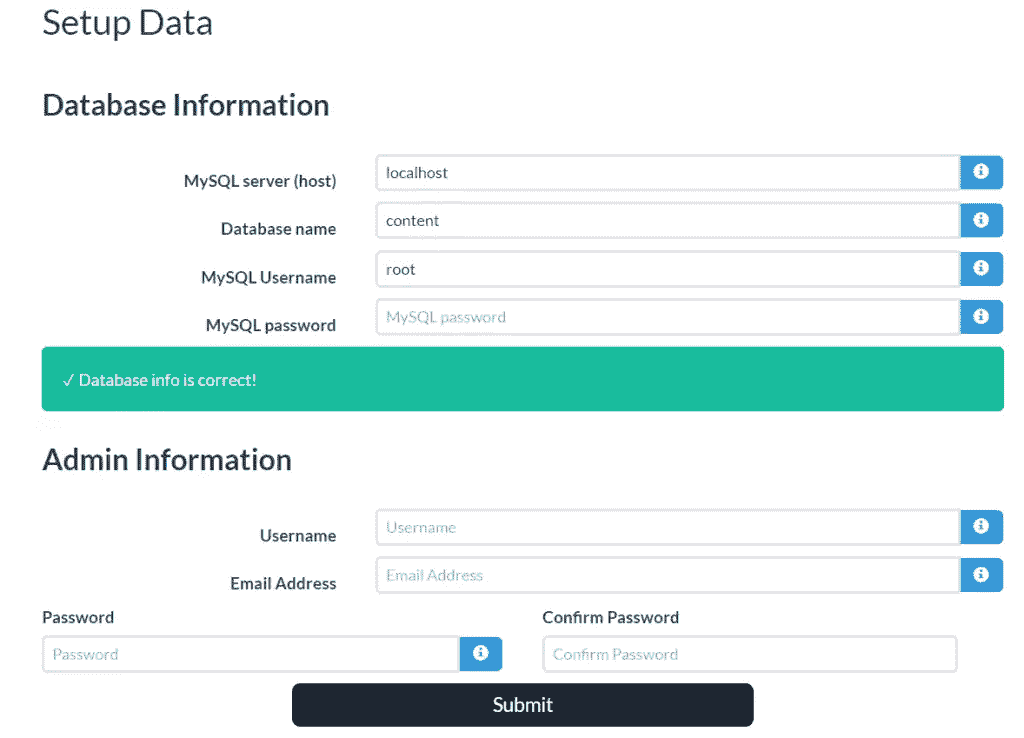 Setup Data
Database Information
MySQL server (host) localhost
Database name content
MySQL Username root
MySQL password MySQL password
✓ Database info is correct!
Admin Information
Username Username
Email Address Email Address
Password Confirm Password
Password Confirm Password
Submit